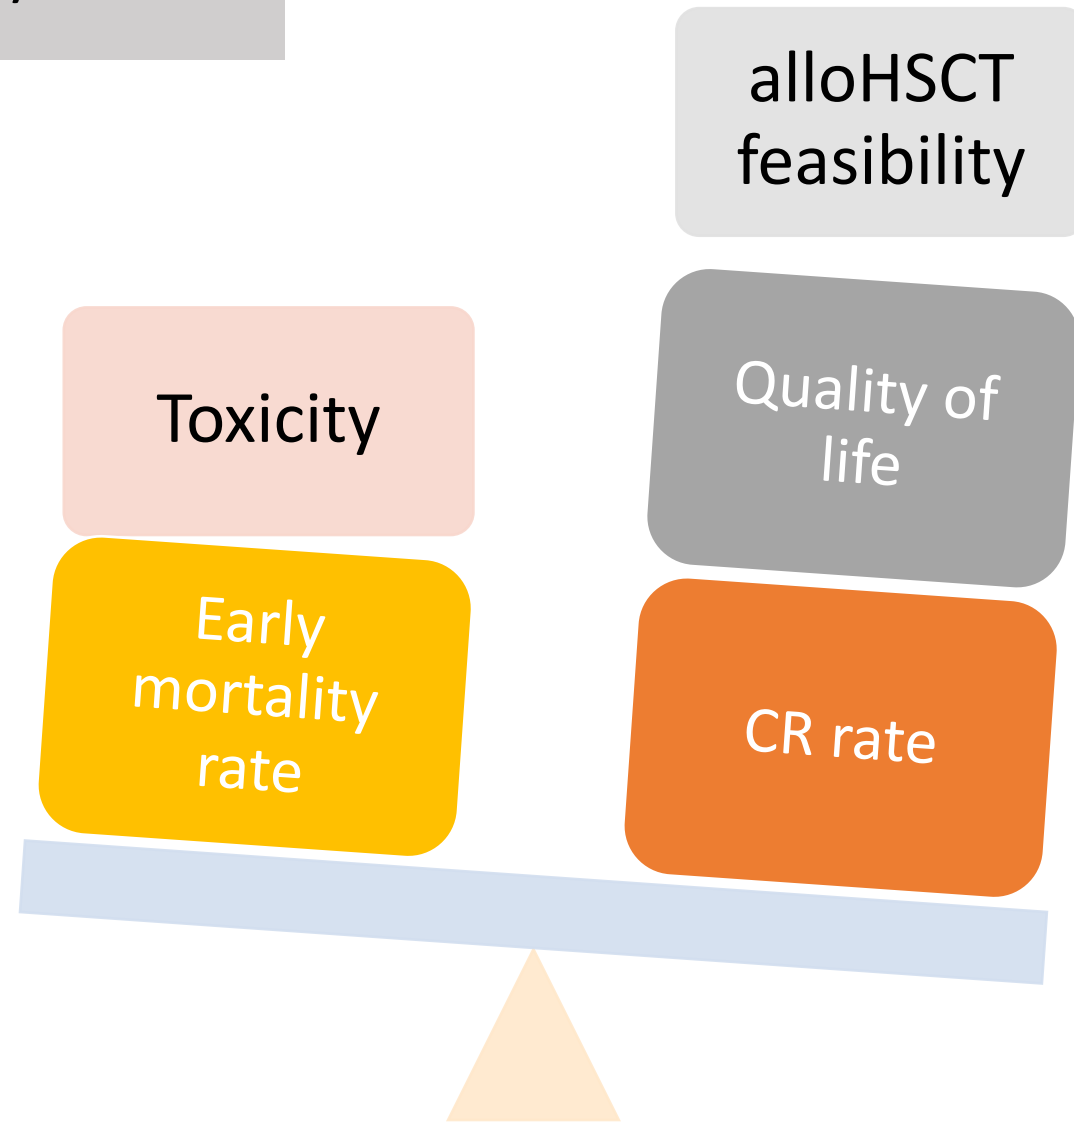 alloHSCT
feasibility
Toxicity
Quality of
life
Early
mortality
rate
CR rate